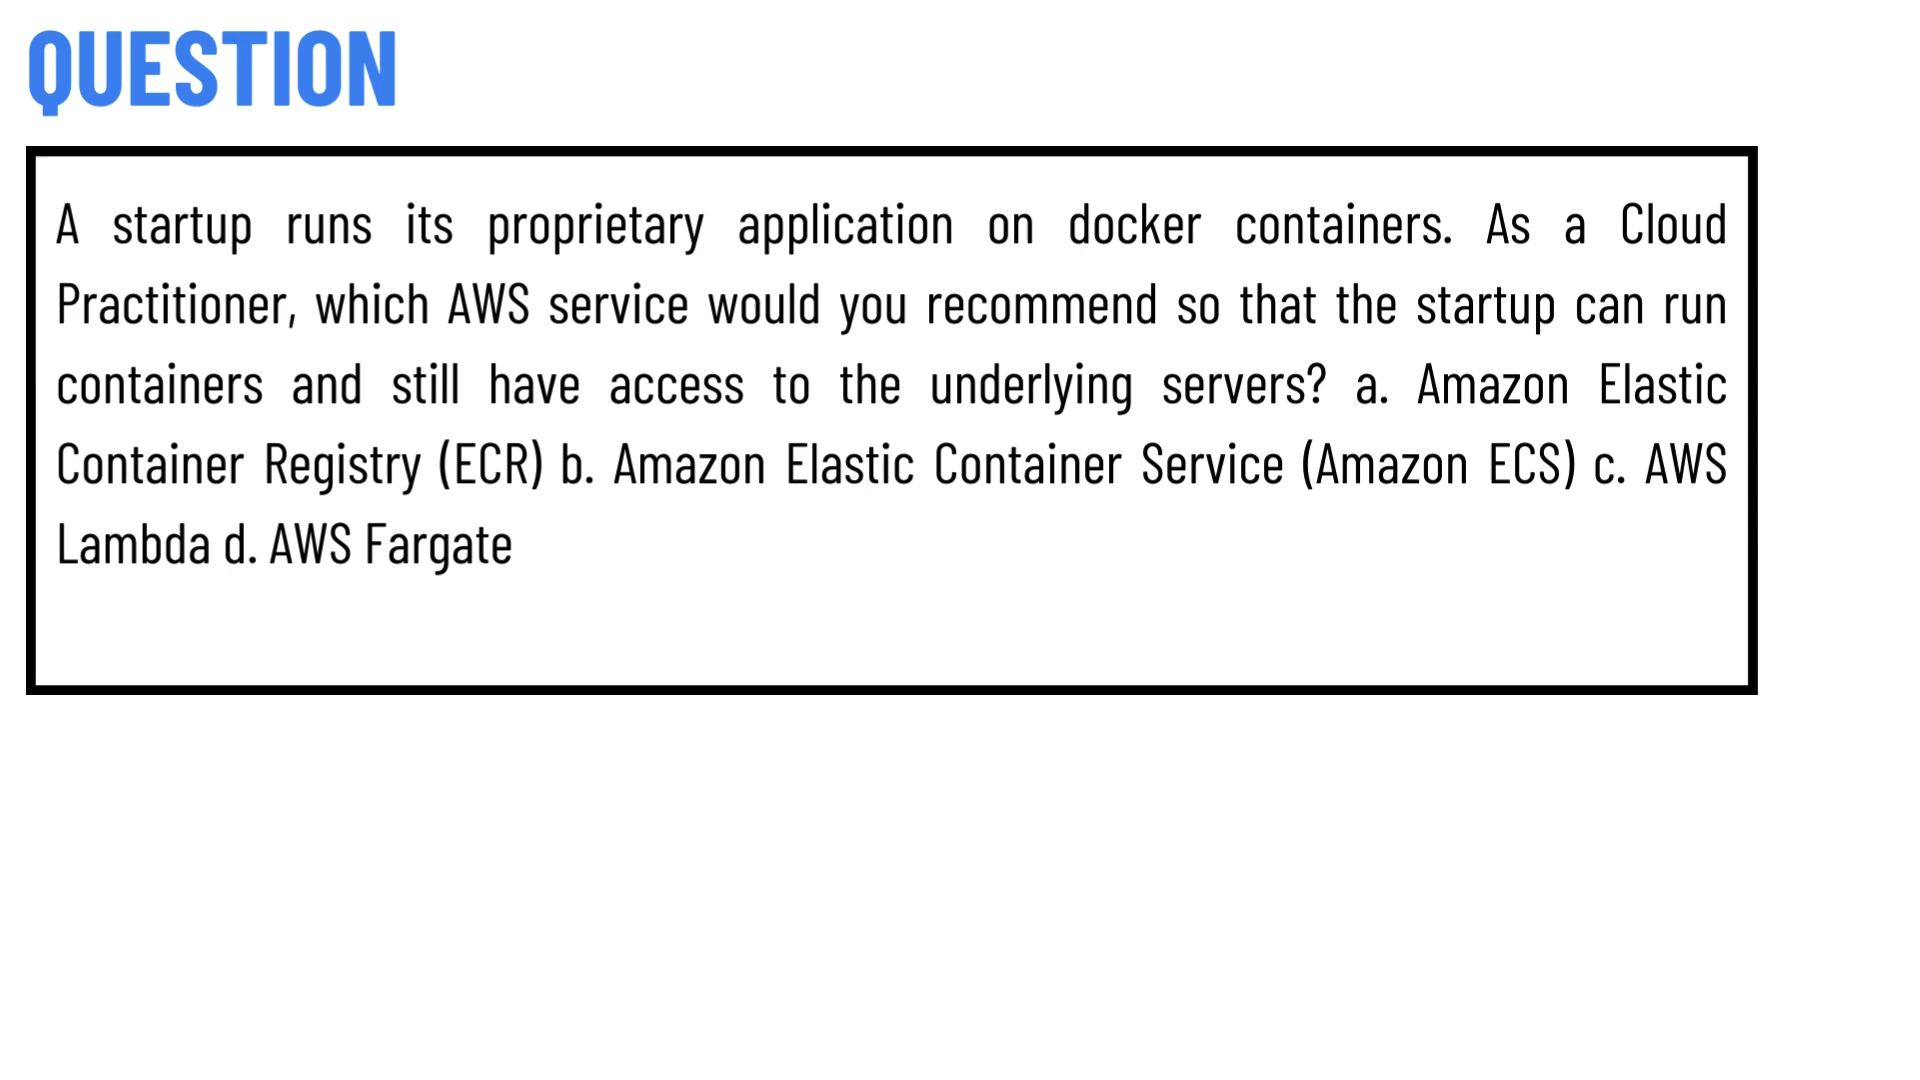 QUESTION
A startup runs its proprietary application on docker containers. As a Cloud
Practitioner, which AWS service would you recommend so that the startup can run
containers and still have access to the underlying servers? a. Amazon Elastic
Container Registry (ECR) b. Amazon Elastic Container Service (Amazon ECS) c. AWS
Lambda d. AWS Fargate